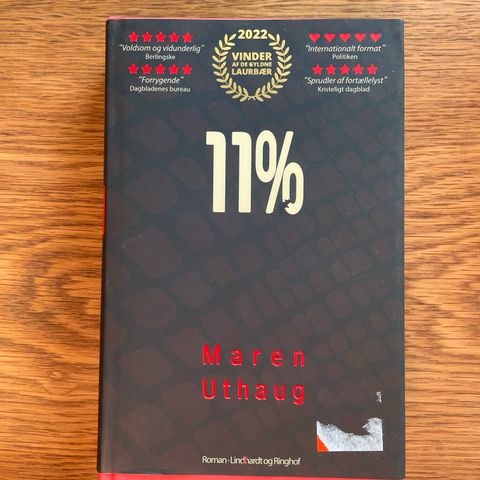 "Voldsom og vidunderlig"
Berlingske
"Forrygende"
Dagbladenes bureau
2022
VINDER
AF DE GYLDNE
LAURBÆR
"Internationalt format"
Politiken
"Sprudler af fortællelyst"
Kristeligt dagblad
11%
Maren
Uthaug
Roman · Lindhardt og Ringhof